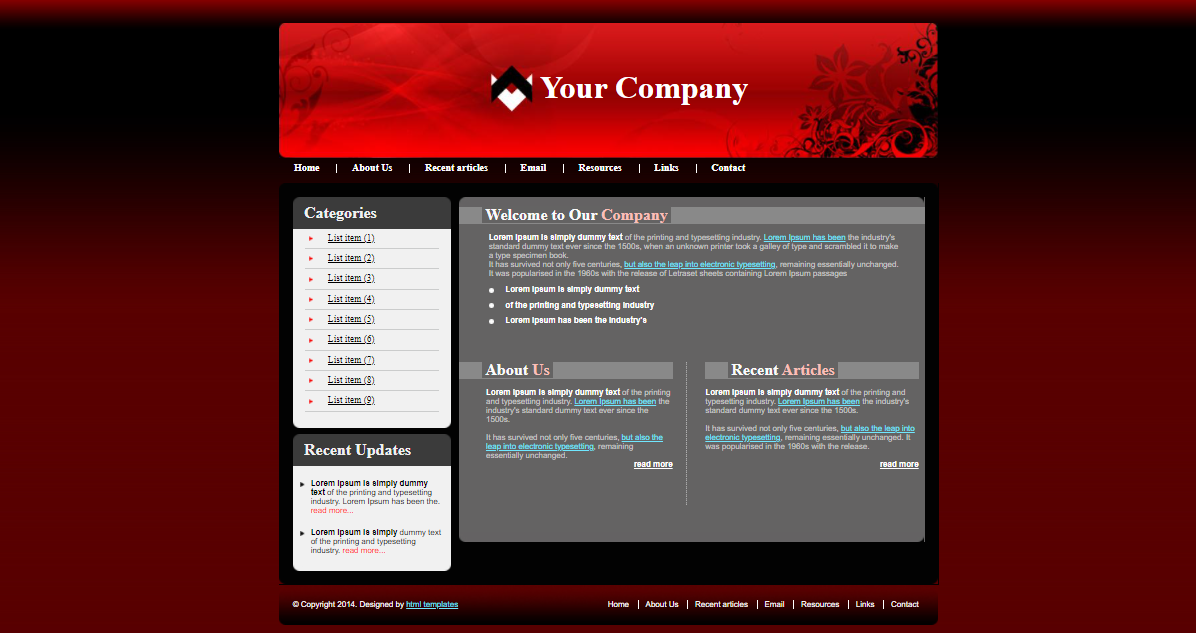 Your Company
Home
About Us
Recent articles
Email
Resources
Links
Contact
Categories
List item (1)
List item (2)
List item (3)
List item (4)
List item (5)
List item (6)
List item (7)
List item (8)
List item (9)
Recent Updates
Lorem Ipsum is simply dummy
text of the printing and typesetting
industry. Lorem Ipsum has been the.
read more...
Lorem Ipsum is simply dummy text
of the printing and typesetting
industry. read more...
Welcome to Our Company
Lorem Ipsum is simply dummy text of the printing and typesetting industry. Lorem Ipsum has been the industry's
standard dummy text ever since the 1500s, when an unknown printer took a galley of type and scrambled it to make
a type specimen book.
It has survived not only five centuries, but also the leap into electronic typesetting, remaining essentially unchanged.
It was popularised in the 1960s with the release of Letraset sheets containing Lorem Ipsum passages
Lorem Ipsum is simply dummy text
of the printing and typesetting industry
Lorem Ipsum has been the industry's
About Us
Lorem Ipsum is simply dummy text of the printing
and typesetting industry. Lorem Ipsum has been the
industry's standard dummy text ever since the
1500s.
It has survived not only five centuries, but also the
leap into electronic typesetting, remaining
essentially unchanged.
read more
Recent Articles
Lorem Ipsum is simply dummy text of the printing and
typesetting industry. Lorem Ipsum has been the industry's
standard dummy text ever since the 1500s.
It has survived not only five centuries, but also the leap into
electronic typesetting, remaining essentially unchanged. It
was popularised in the 1960s with the release.
read more
© Copyright 2014. Designed by html templates
Home
About Us
Recent articles
Email
Resources
Links
Contact